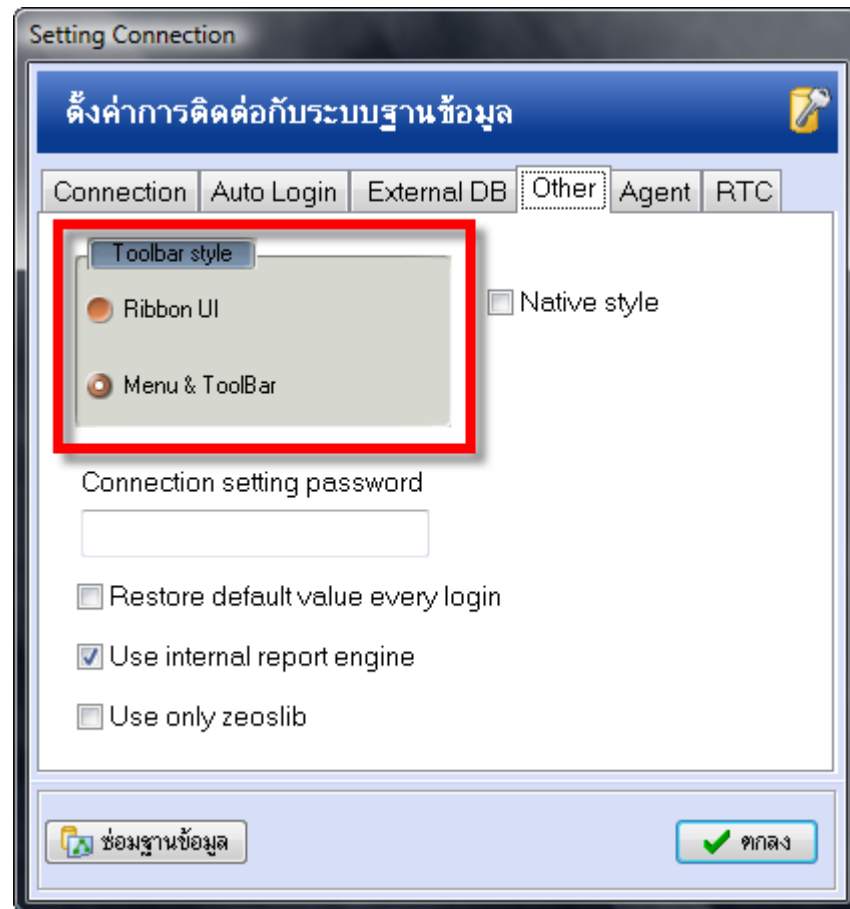 Setting Connection
ตั้งค่าการติดต่อกับระบบฐานข้อมูล
Connection Auto Login External DB Other Agent RTC
Toolbar style
Ribbon UI
Native style
Menu & ToolBar
Connection setting password
Restore default value every login
Use internal report engine
Use only zeoslib
ซ่อมฐานข้อมูล ตกลง